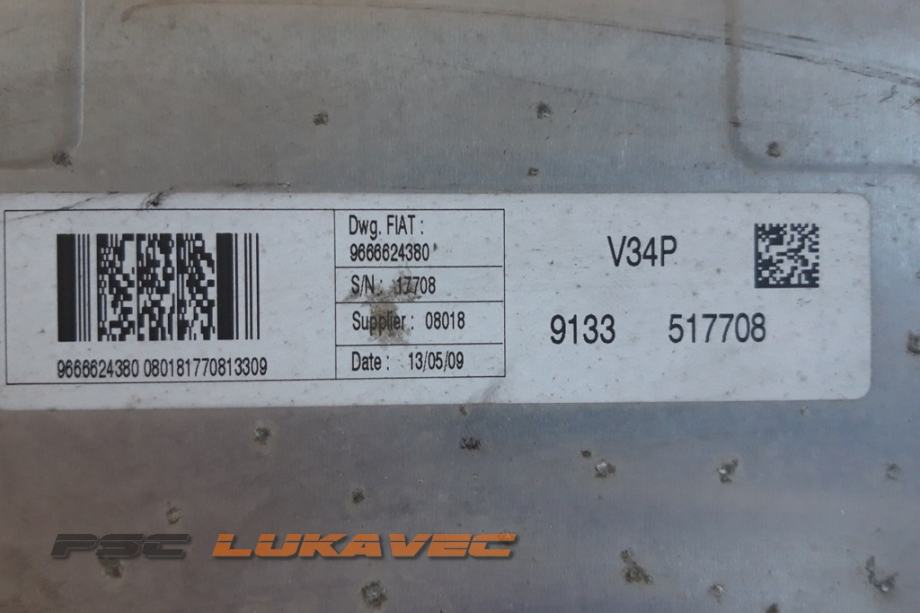 Dwg. FIAT :
9666624380
S/N : 17708
Supplier : 08018
Date : 13/05/09
9666624380 080181770813309
V34P
9133 517708
PSC LUKAVEC